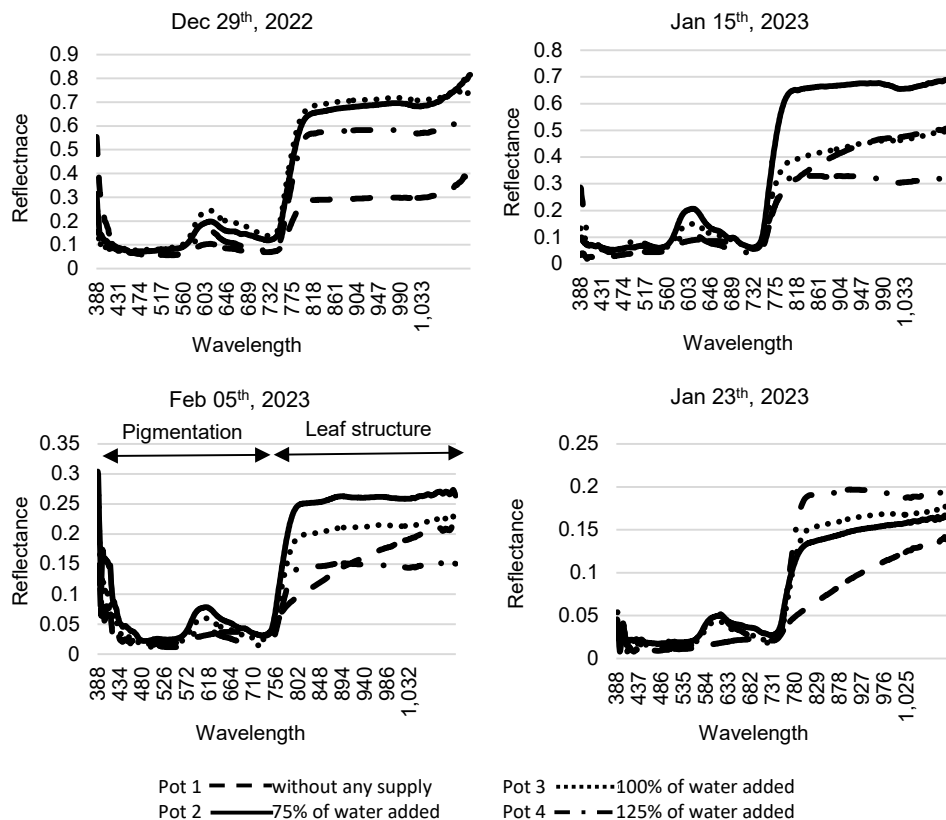 Dec 29th, 2022
0.9
0.8
0.7
0.6
0.5
0.4
0.3
0.2
0.1
0
Reflectnace
388 431 474 517 560 603 646 689 732 775 818 861 904 947 990 1,033
Wavelength
Jan 15th, 2023
0.8
0.7
0.6
0.5
0.4
0.3
0.2
0.1
0
Reflectance
388 431 474 517 560 603 646 689 732 775 818 861 904 947 990 1,033
Wavelength
Feb 05th, 2023
Pigmentation Leaf structure
0.35
0.3
0.25
0.2
0.15
0.1
0.05
0
Reflectance
388 434 480 526 572 618 664 710 756 802 848 894 940 986 1,032
Wavelength
Jan 23th, 2023
0.25
0.2
0.15
0.1
0.05
0
Reflectance
388 437 486 535 584 633 682 731 780 829 878 927 976 1,025
Wavelength
Pot 1 without any supply Pot 3 100% of water added
Pot 2 75% of water added Pot 4 125% of water added